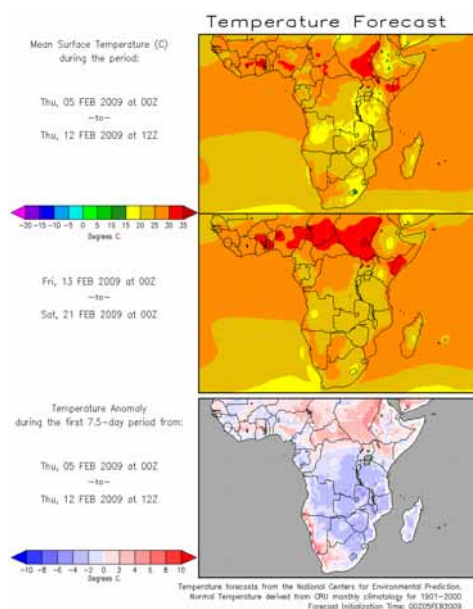 Temperature Forecast
Mean Surface Temperature (C)
during the period:
Thu, 05 FEB 2009 at 00Z
-to-
Thu, 12 FEB 2009 at 12Z
-20 -15 -10 -5 0 5 10 15 20 25 30 35
Degrees C.
Fri, 13 FEB 2009 at 00Z
-to-
Sat, 21 FEB 2009 at 00Z
Temperature Anomaly
during the first 7.5-day period from:
Thu, 05 FEB 2009 at 00Z
-to-
Thu, 12 FEB 2009 at 12Z
-10 -8 -6 -4 -2 0 2 4 6 8 10
Degrees C.
Temperature forecasts from the National Centers for Environmental Prediction.
Normal Temperature derived from CRU monthly climatology for 1901-2000
Forecast Initialization Time: 00Z05FEB2009